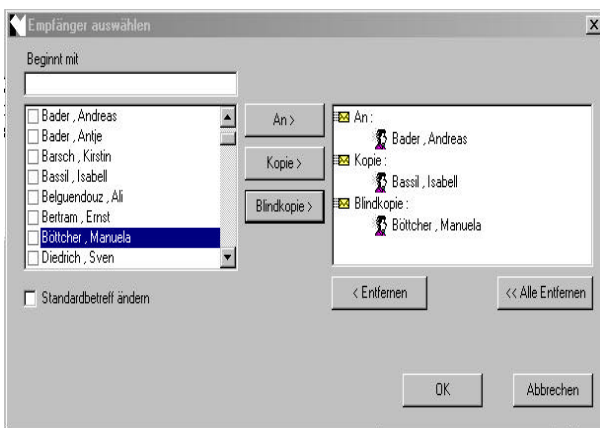 Empfänger auswählen
Beginnt mit
Bader , Andreas
Bader , Antje
Barsch , Kirstin
Bassil , Isabell
Belguendouz , Ali
Bertram , Ernst
Böttcher , Manuela
Diedrich , Sven
Standardbetreff ändern
An >
Kopie >
Blindkopie >
An :
Bader , Andreas
Kopie :
Bassil , Isabell
Blindkopie :
Böttcher , Manuela
< Entfernen
<< Alle Entfernen
OK
Abbrechen